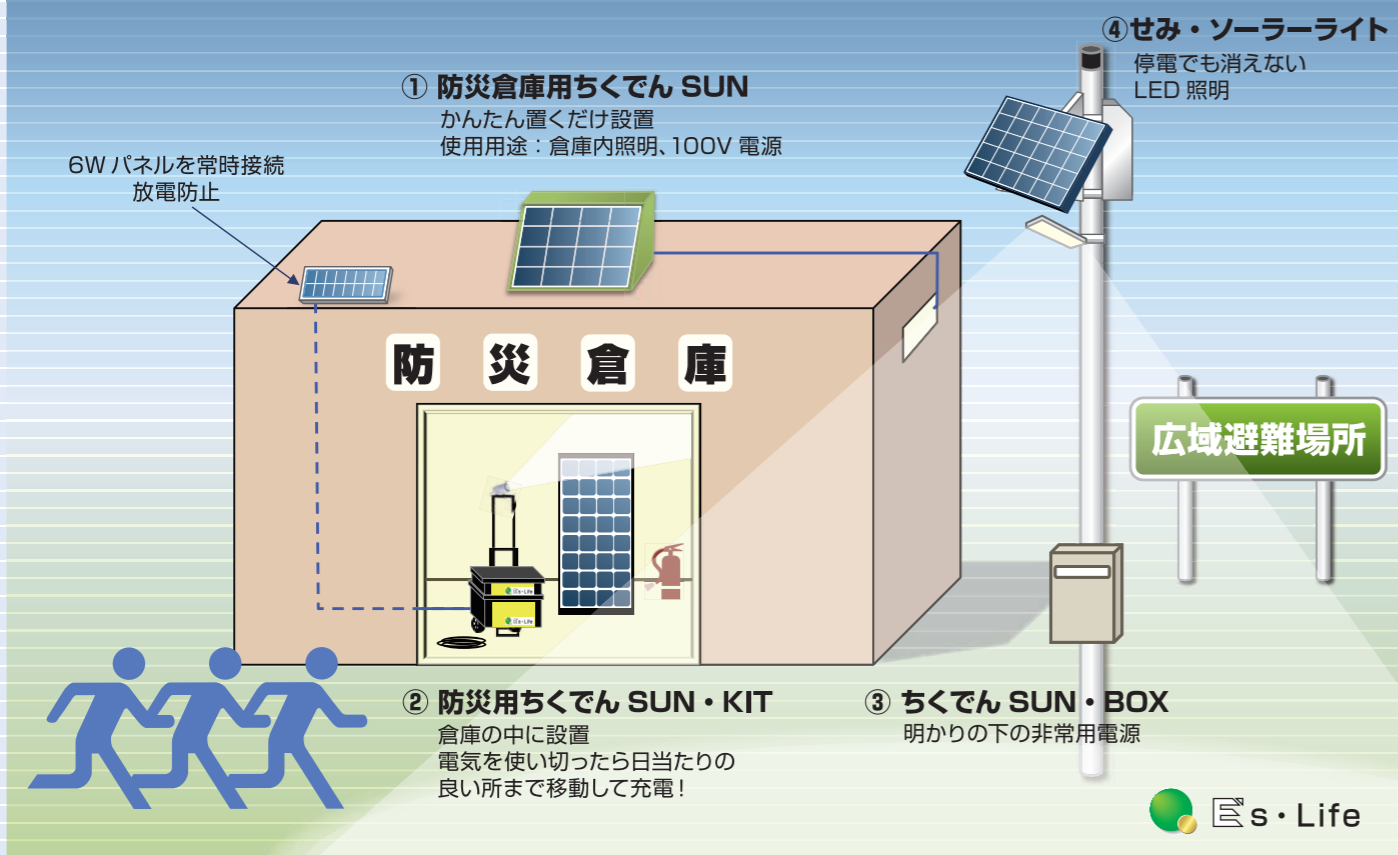 ④せみ・ソーラーライト
停電でも消えない
LED 照明
① 防災倉庫用ちくでん SUN
かんたん置くだけ設置
使用用途：倉庫内照明、100V 電源
6W パネルを常時接続
放電防止
防災倉庫
広域避難場所
E's・Life
E's・Life
② 防災用ちくでん SUN・KIT
倉庫の中に設置
電気を使い切ったら日当たりの
良い所まで移動して充電！
③ ちくでん SUN・BOX
明かりの下の非常用電源
E's・Life